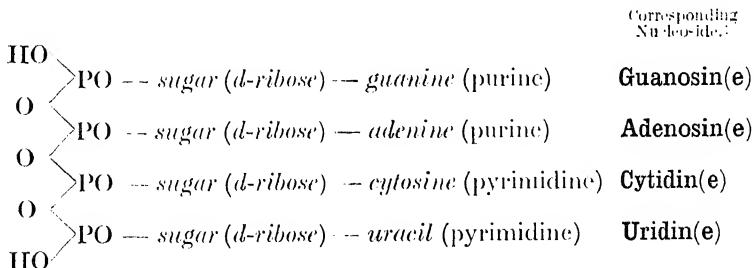 Corresponding
Nucleoside:
HO
PO -- sugar (d-ribose) -- guanine (purine) Guanosin(e)
O
PO -- sugar (d-ribose) — adenine (purine) Adenosin(e)
O
PO -- sugar (d-ribose) — cytosine (pyrimidine) Cytidin(e)
O
PO — sugar (d-ribose) -- uracil (pyrimidine) Uridin(e)
HO